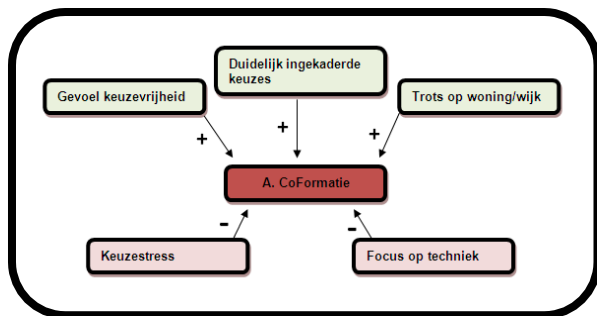 Duidelijk ingekaderde
keuzes
Gevoel keuzevrijheid
Trots op woning/wijk
+
+
+
A. CoFormatie
-
-
Keuzestress
Focus op techniek